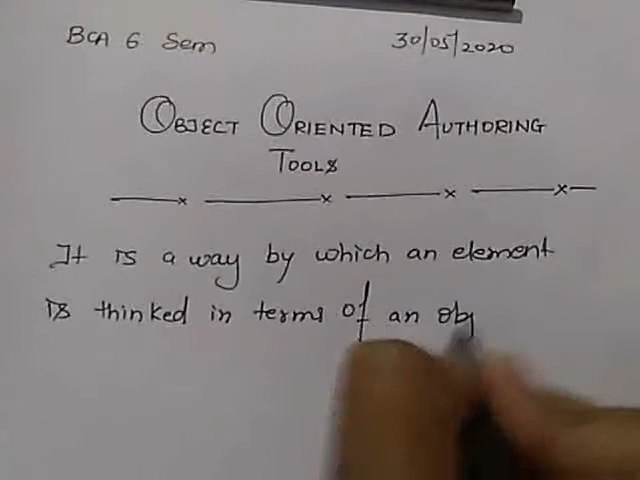 BCA 6 Sem 30/05/2020
OBJECT ORIENTED AUTHORING
TOOLS
It is a way by which an element
is thinked in terms of an obj